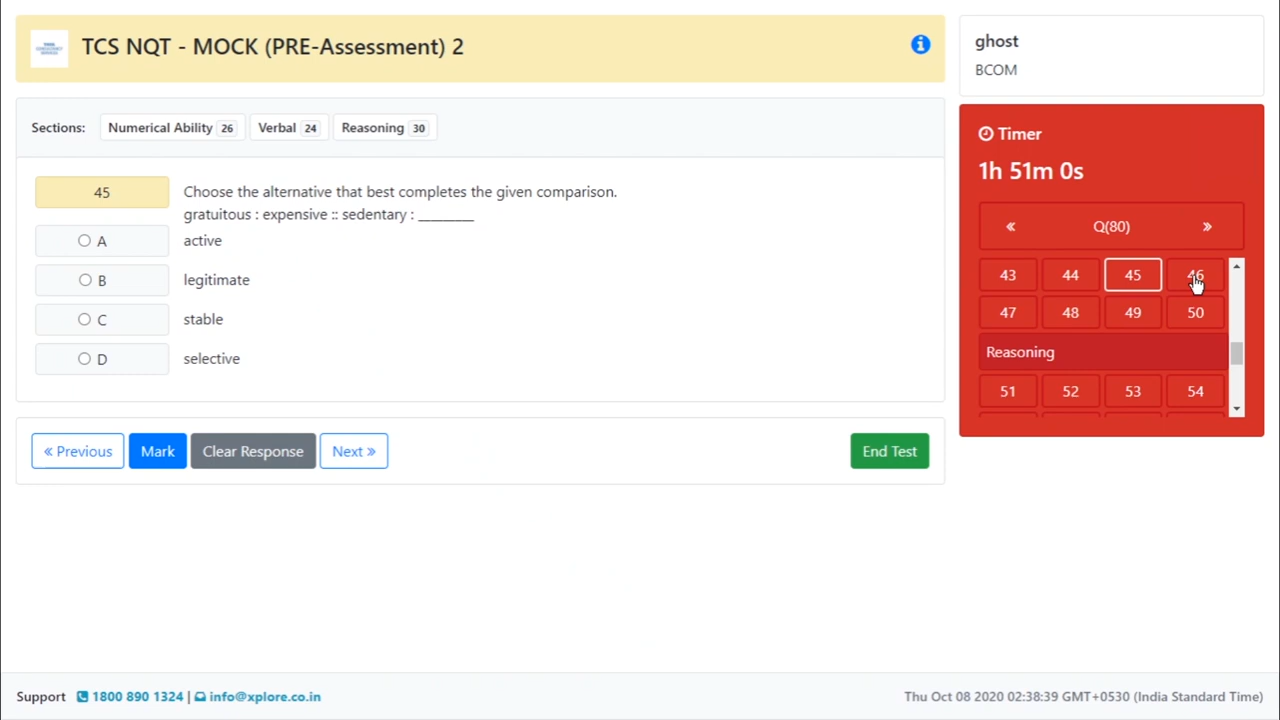 TCS NQT - MOCK (PRE-Assessment) 2
ghost
BCOM
Sections: Numerical Ability 26 Verbal 24 Reasoning 30
Timer
1h 51m 0s
« Q(80) »
43 44 45 46
47 48 49 50
Reasoning
51 52 53 54
45 Choose the alternative that best completes the given comparison.
gratuitous : expensive :: sedentary : _________
A active
B legitimate
C stable
D selective
« Previous Mark Clear Response Next » End Test
Support 1800 890 1324 | info@xplore.co.in
Thu Oct 08 2020 02:38:39 GMT+0530 (India Standard Time)